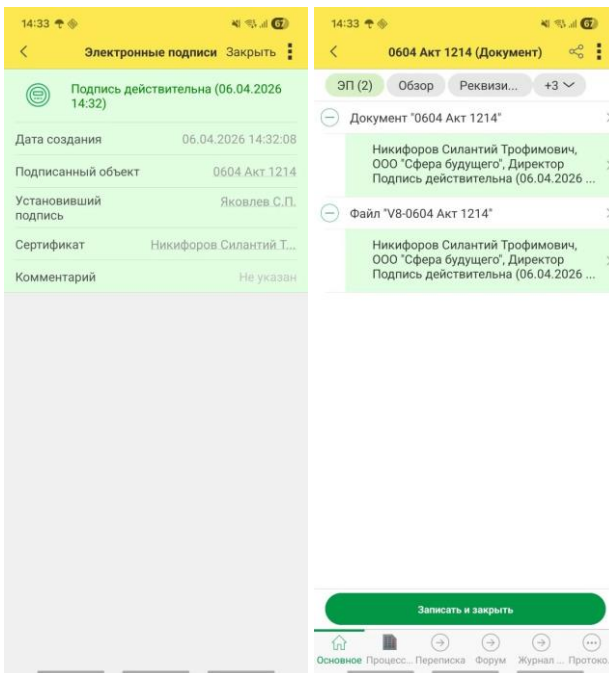 14:33
67
Электронные подписи Закрыть
Подпись действительна (06.04.2026
14:32)
Дата создания 06.04.2026 14:32:08
Подписанный объект 0604 Акт 1214
Установивший
подпись
Яковлев С.П.
Сертификат Никифоров Силантий Т...
Комментарий Не указан
14:33
67
0604 Акт 1214 (Документ)
ЭП (2) Обзор Реквизи... +3
Документ "0604 Акт 1214"
Никифоров Силантий Трофимович,
ООО "Сфера будущего", Директор
Подпись действительна (06.04.2026 ...
Файл "V8-0604 Акт 1214"
Никифоров Силантий Трофимович,
ООО "Сфера будущего", Директор
Подпись действительна (06.04.2026 ...
Записать и закрыть
Основное Процесс... Переписка Форум Журнал ... Протоко...